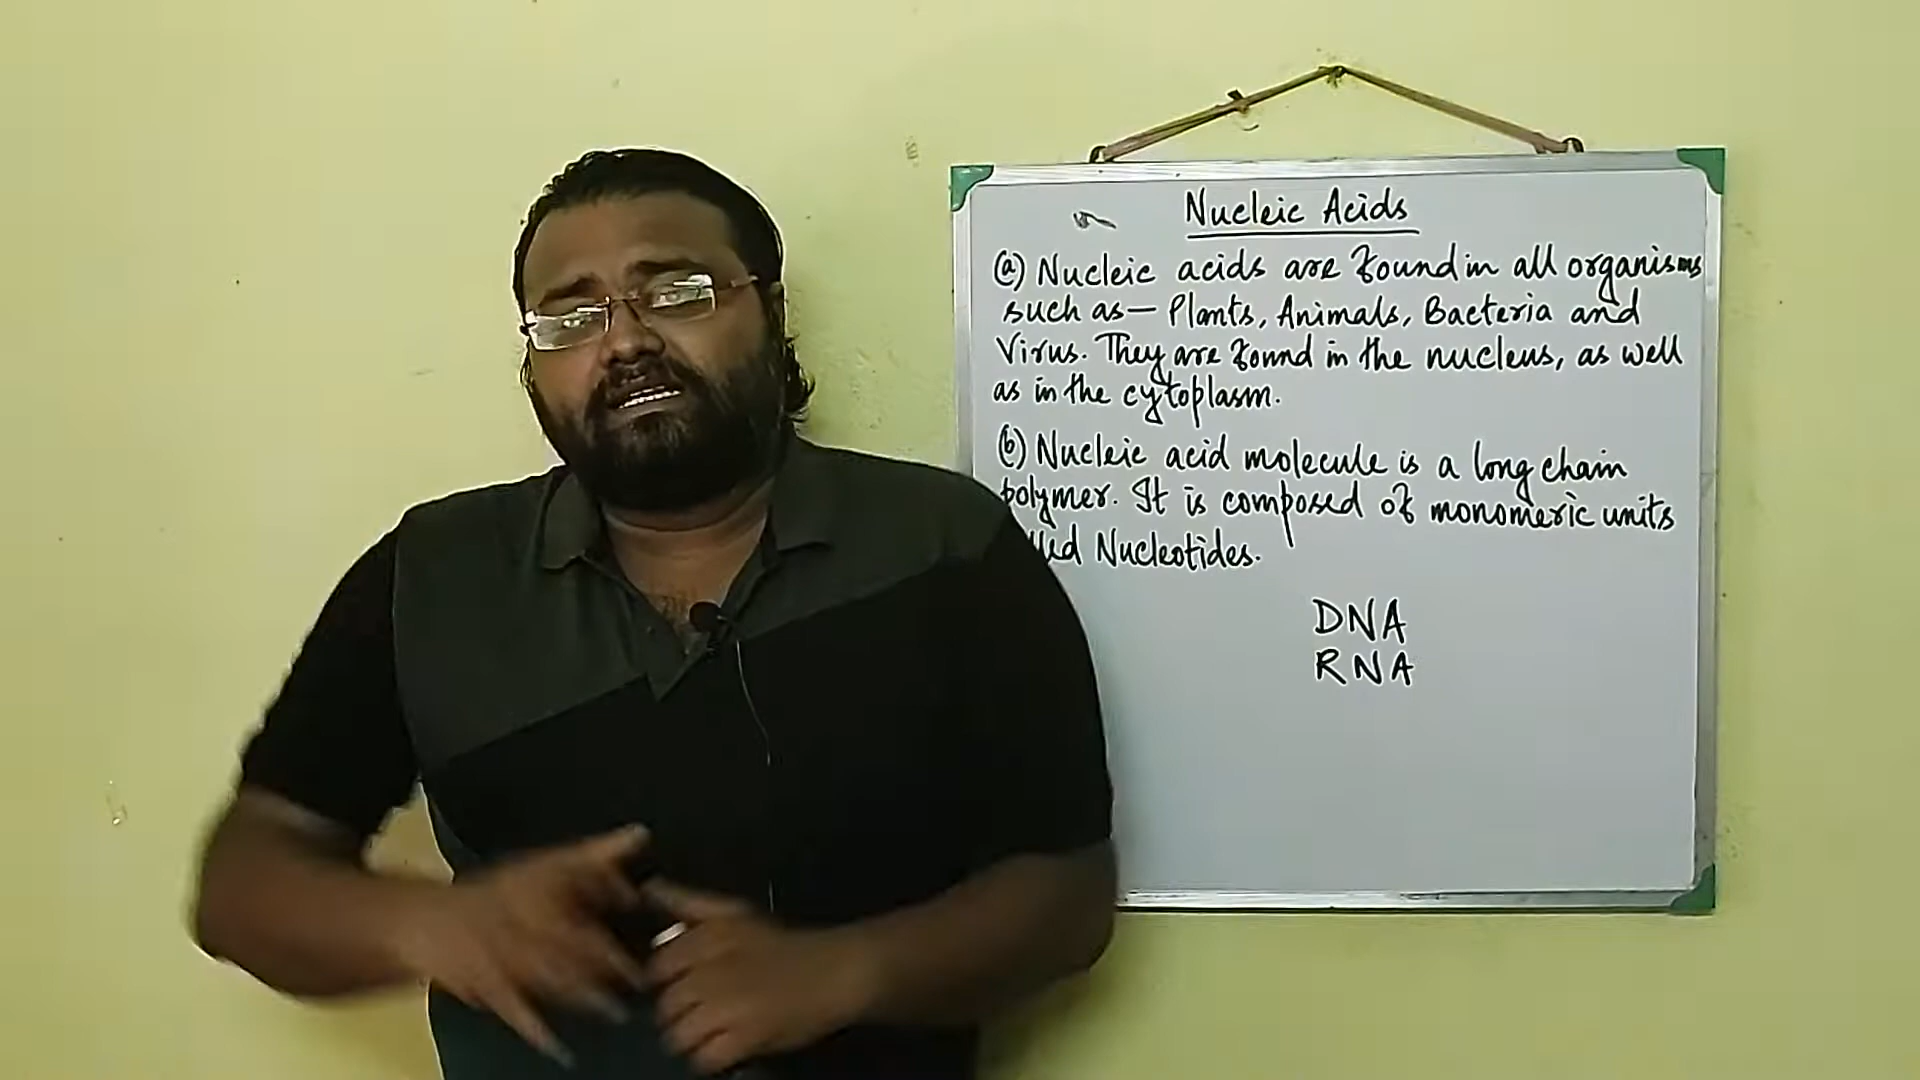 Nucleic Acids
(a) Nucleic acids are found in all organisms
such as— Plants, Animals, Bacteria and
Virus. They are found in the nucleus, as well
as in the cytoplasm.
(b) Nucleic acid molecule is a long chain
polymer. It is composed of monomeric units
Nucleotides.
DNA
RNA